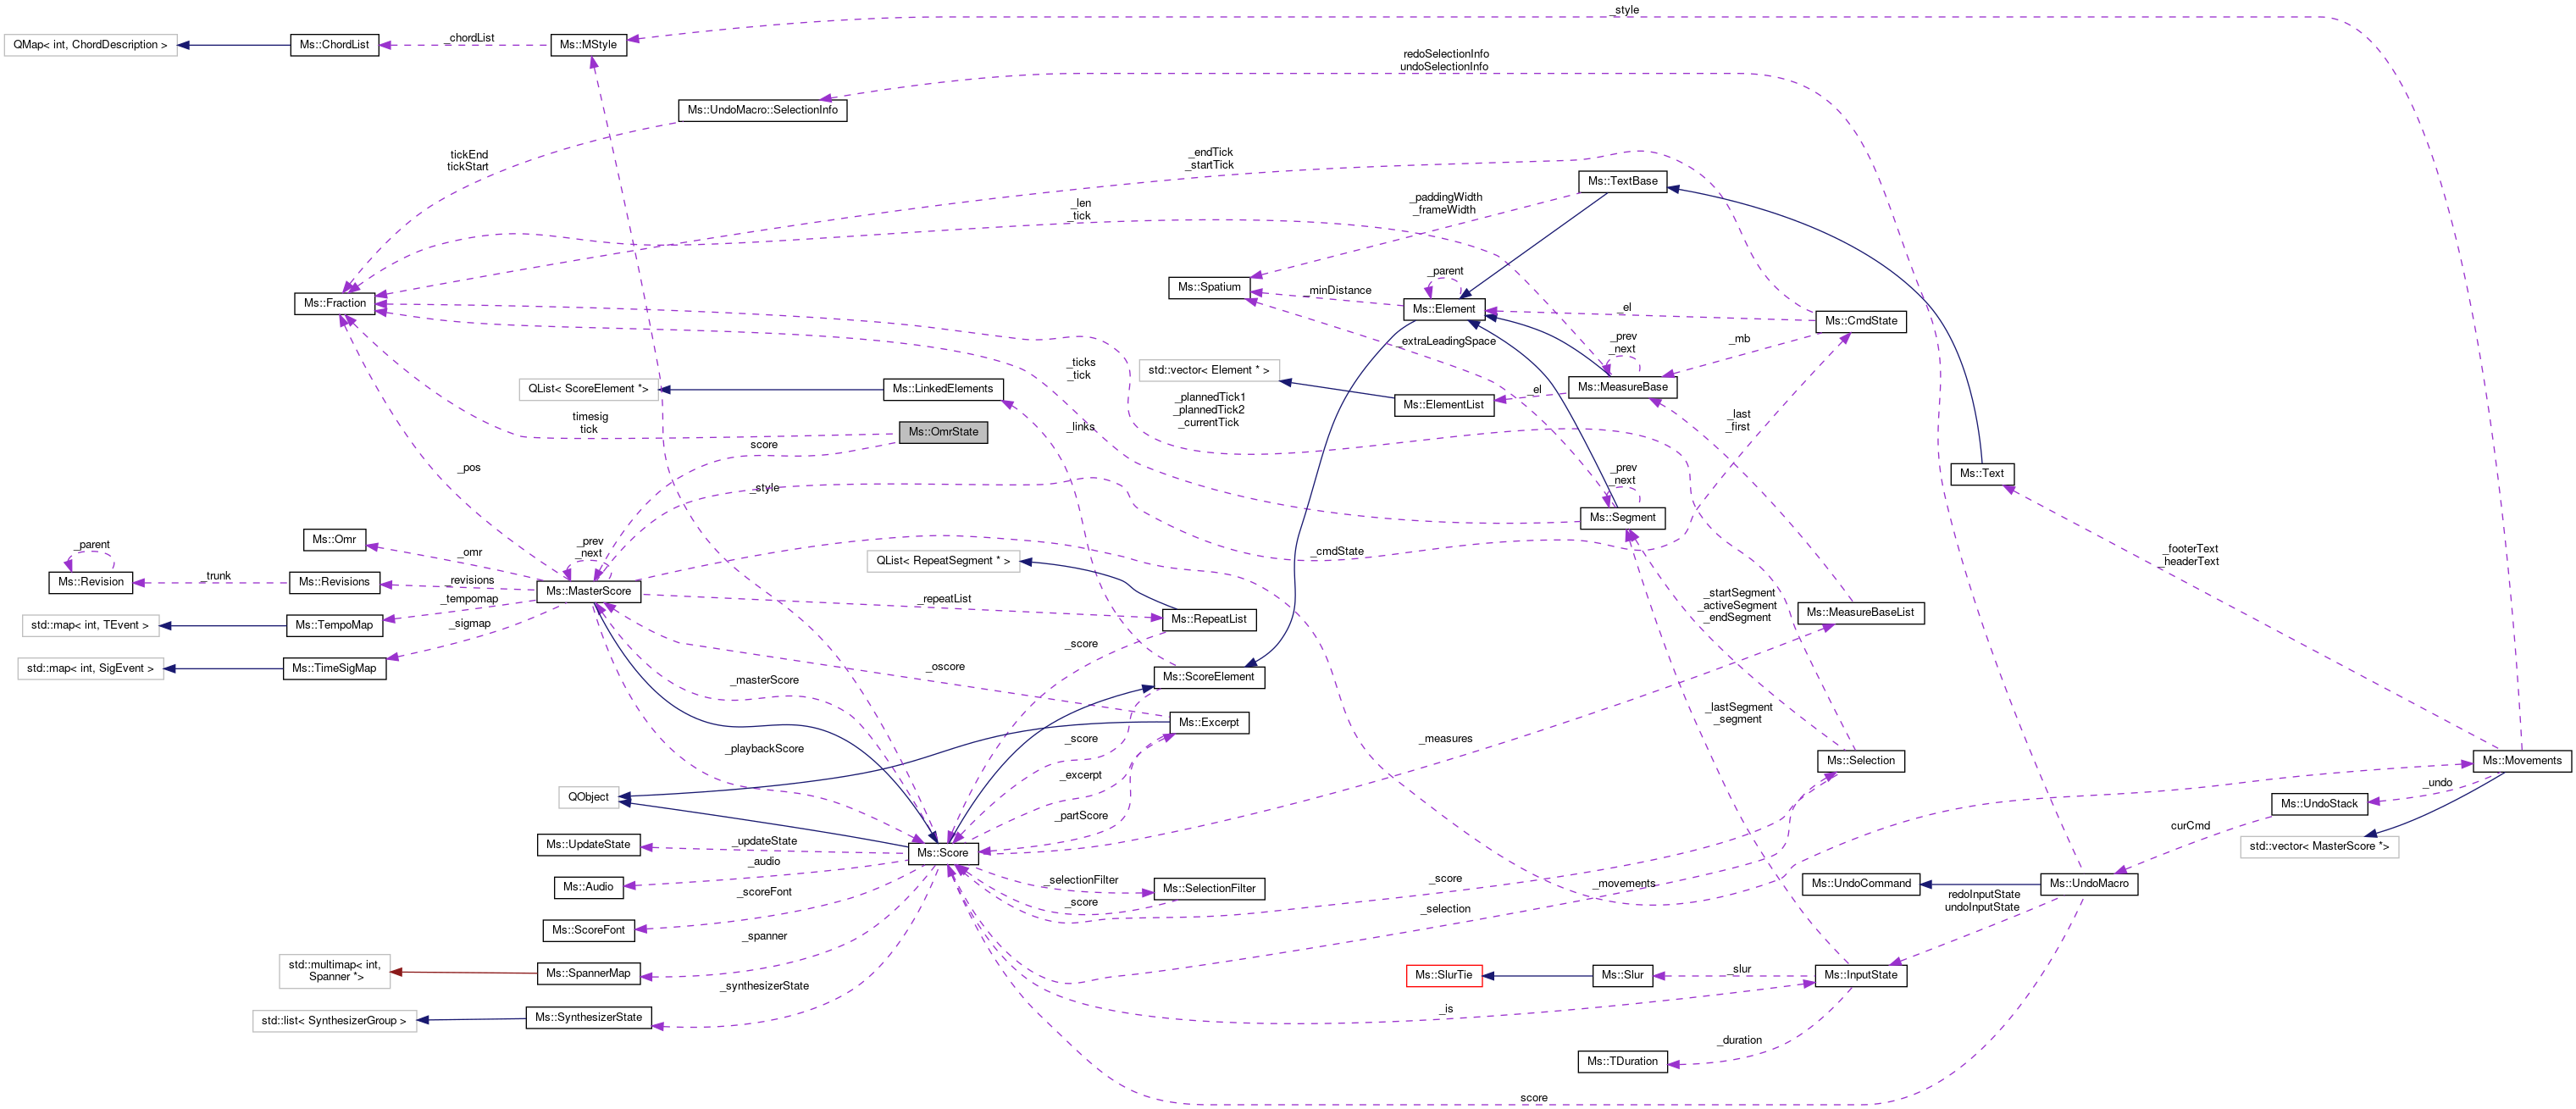 _style
QMap< int, ChordDescription >
Ms::ChordList
_chordList
Ms::MStyle
redoSelectionInfo
undoSelectionInfo
Ms::UndoMacro::SelectionInfo
tickEnd
tickStart
_endTick
_startTick
Ms::TextBase
_paddingWidth
_frameWidth
_len
_tick
Ms::Spatium
_parent
_minDistance
Ms::Element
_el
Ms::CmdState
Ms::Fraction
_extraLeadingSpace
_prev
_next
_mb
std::vector< Element * >
_ticks
_tick
QList< ScoreElement *>
Ms::LinkedElements
Ms::MeasureBase
_el
Ms::ElementList
_plannedTick1
_plannedTick2
_currentTick
timesig
tick
Ms::OmrState
_links
_last
_first
score
_pos
_style
_prev
_next
Ms::Text
Ms::Segment
Ms::Omr
_omr
_prev
_next
_cmdState
_footerText
_headerText
_parent
Ms::Revision
_trunk
Ms::Revisions
_revisions
Ms::MasterScore
QList< RepeatSegment * >
_tempomap
_repeatList
_startSegment
_activeSegment
_endSegment
Ms::MeasureBaseList
std::map< int, TEvent >
Ms::TempoMap
_sigmap
Ms::RepeatList
_score
std::map< int, SigEvent >
Ms::TimeSigMap
_oscore
Ms::ScoreElement
_masterScore
_lastSegment
_segment
Ms::Excerpt
_playbackScore
_score
_measures
Ms::Selection
Ms::Movements
_excerpt
_undo
QObject
Ms::UndoStack
_partScore
curCmd
Ms::UpdateState
_updateState
Ms::Score
std::vector< MasterScore *>
_audio
Ms::Audio
_selectionFilter
Ms::SelectionFilter
_score
_movements
Ms::UndoCommand
Ms::UndoMacro
_scoreFont
_score
_selection
redoInputState
undoInputState
Ms::ScoreFont
_spanner
std::multimap< int,
Spanner *>
Ms::SpannerMap
Ms::SlurTie
Ms::Slur
_slur
Ms::InputState
_synthesizerState
std::list< SynthesizerGroup >
Ms::SynthesizerState
_is
_duration
Ms::TDuration
score